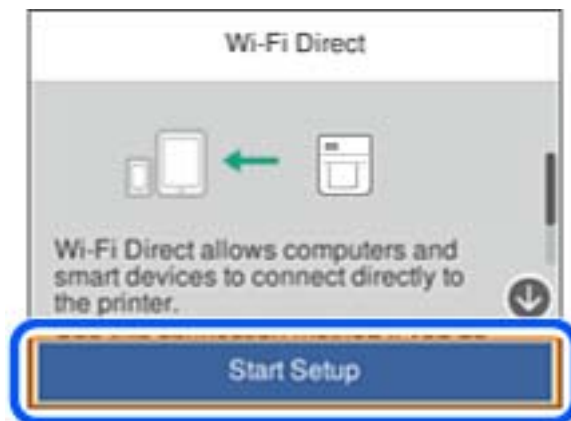 Wi-Fi Direct
Wi-Fi Direct allows computers and
smart devices to connect directly to
the printer.
Start Setup